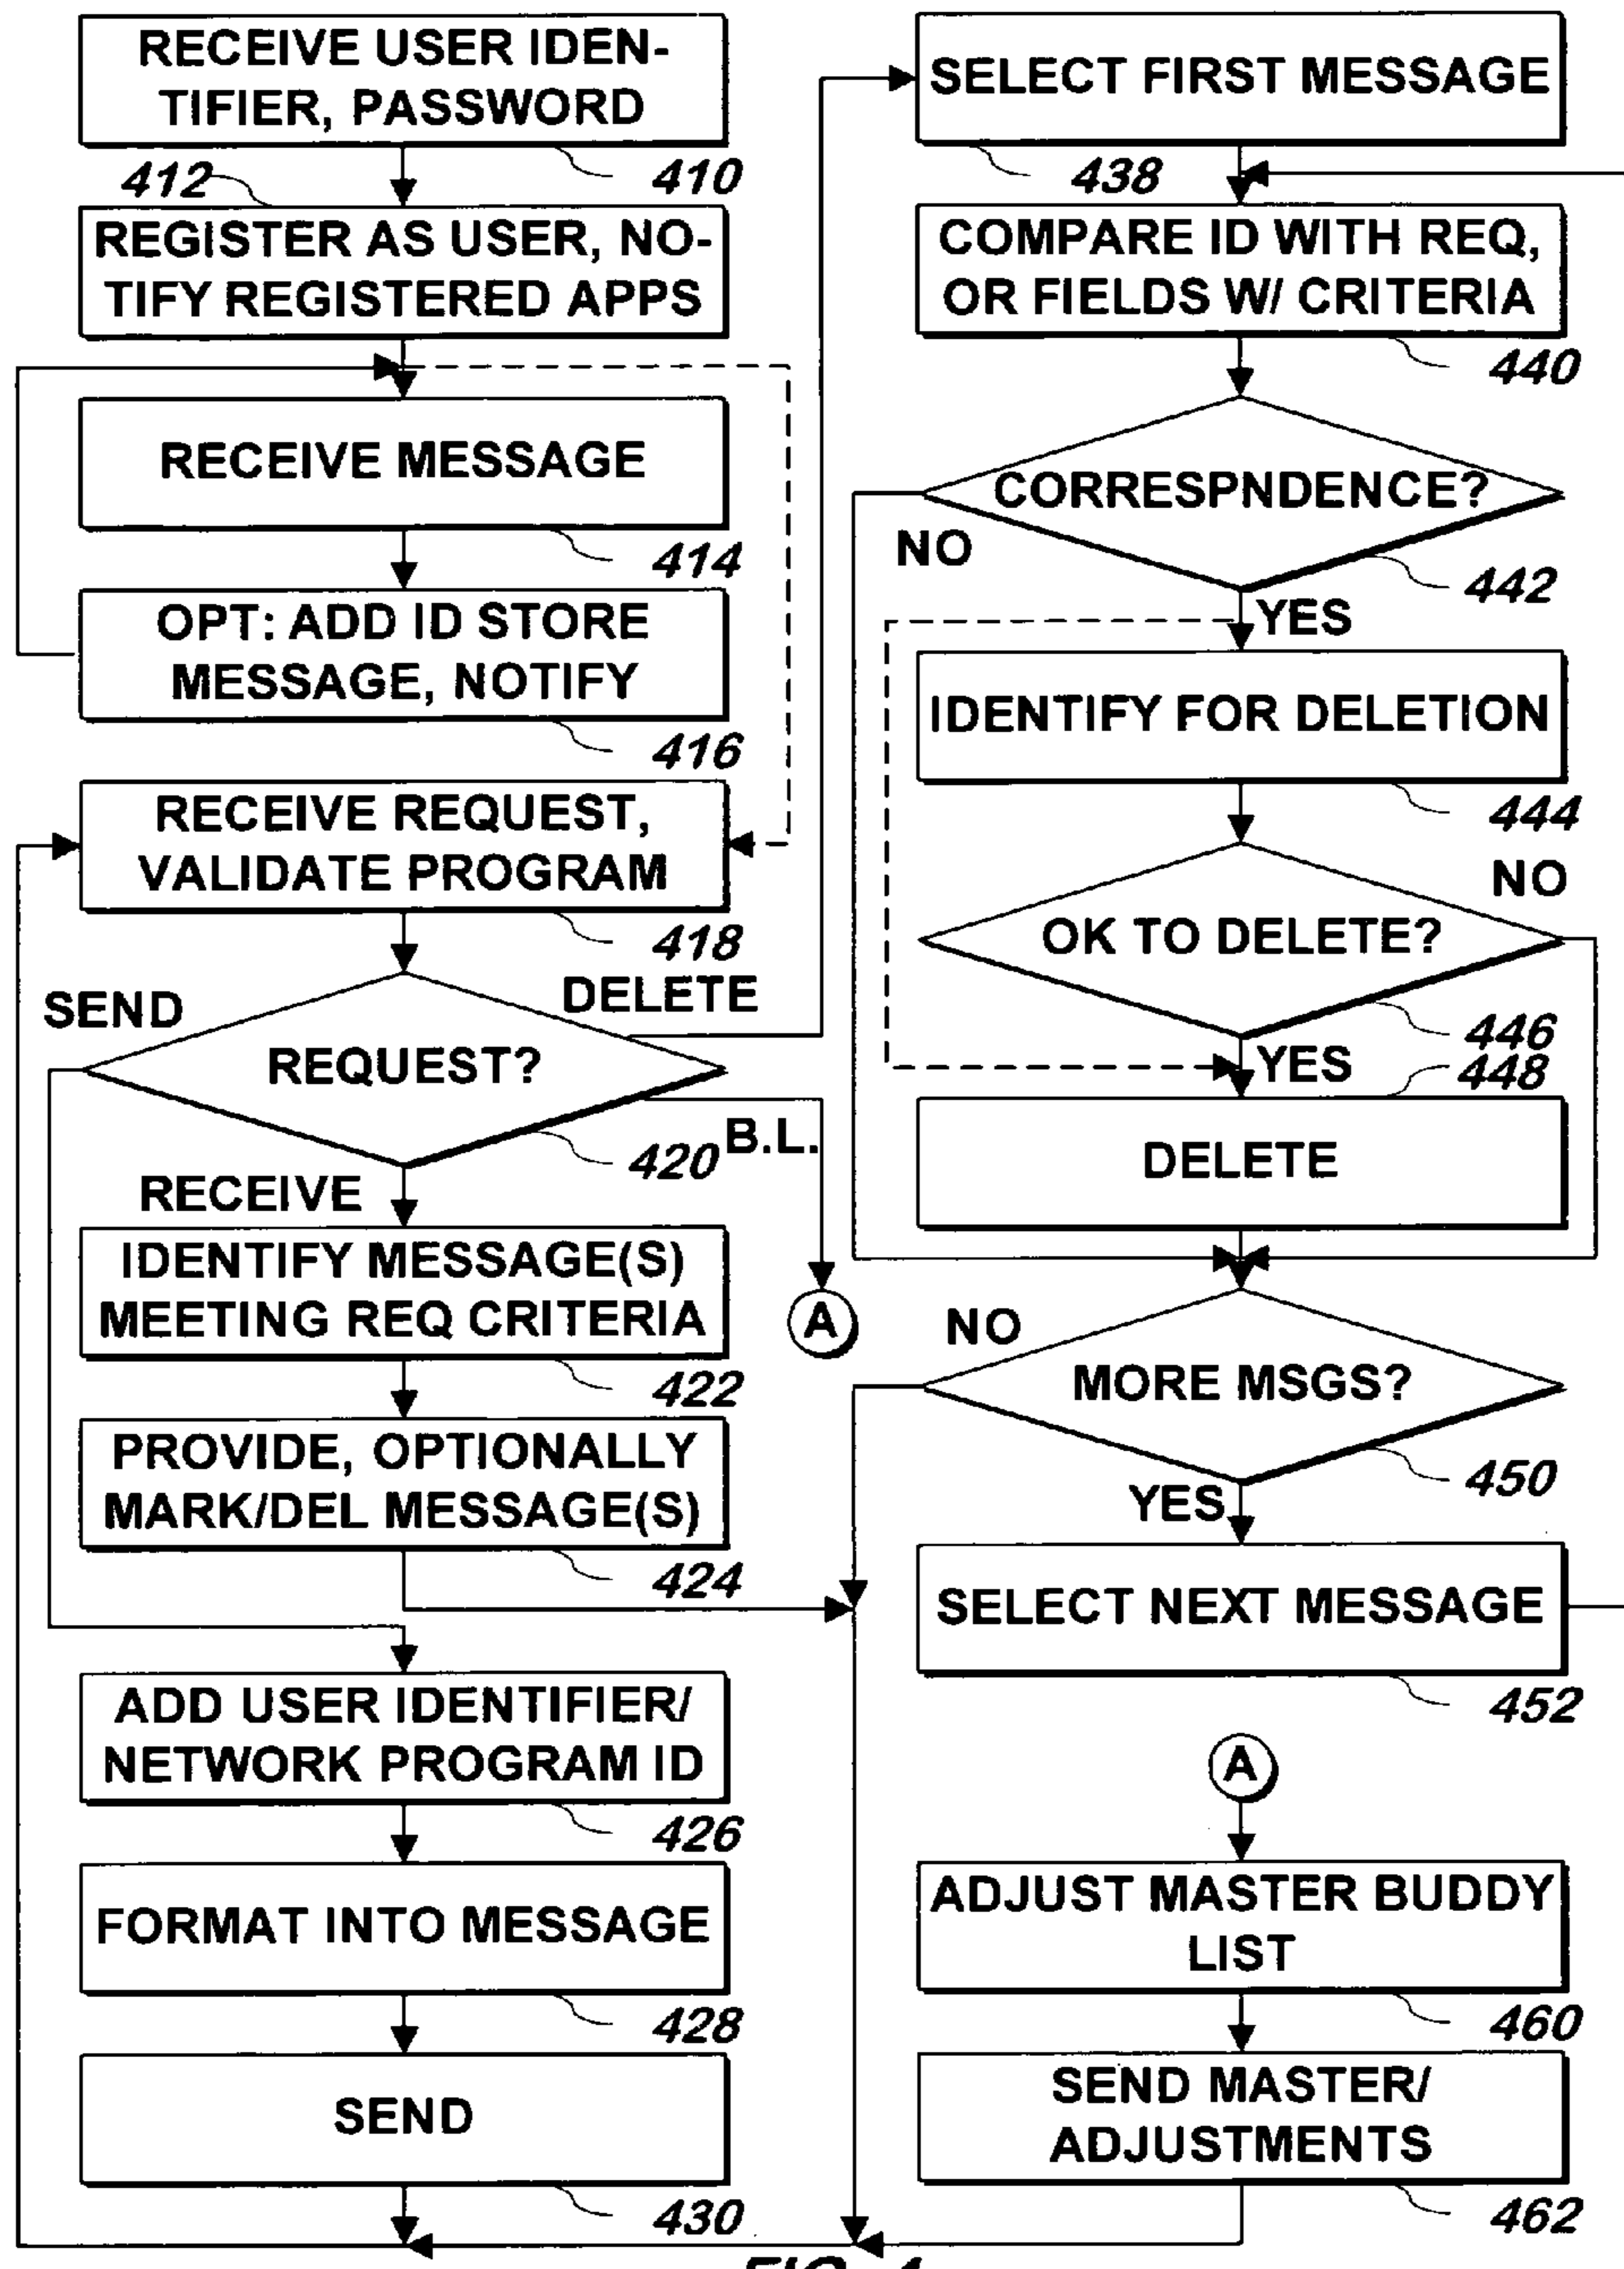 RECEIVE USER IDEN-
TIFIER, PASSWORD
410
412
REGISTER AS USER, NO-
TIFY REGISTERED APPS
RECEIVE MESSAGE
414
OPT: ADD ID STORE
MESSAGE, NOTIFY
416
RECEIVE REQUEST,
VALIDATE PROGRAM
418
SEND
DELETE
REQUEST?
420
B.L.
RECEIVE
IDENTIFY MESSAGE(S)
MEETING REQ CRITERIA
422
A
PROVIDE, OPTIONALLY
MARK/DEL MESSAGE(S)
424
ADD USER IDENTIFIER/
NETWORK PROGRAM ID
426
FORMAT INTO MESSAGE
428
SEND
430
SELECT FIRST MESSAGE
438
COMPARE ID WITH REQ,
OR FIELDS W/ CRITERIA
440
CORRESPNDENCE?
NO
442
YES
IDENTIFY FOR DELETION
444
NO
OK TO DELETE?
446
YES
448
DELETE
NO
MORE MSGS?
450
YES
SELECT NEXT MESSAGE
452
A
ADJUST MASTER BUDDY
LIST
460
SEND MASTER/
ADJUSTMENTS
462